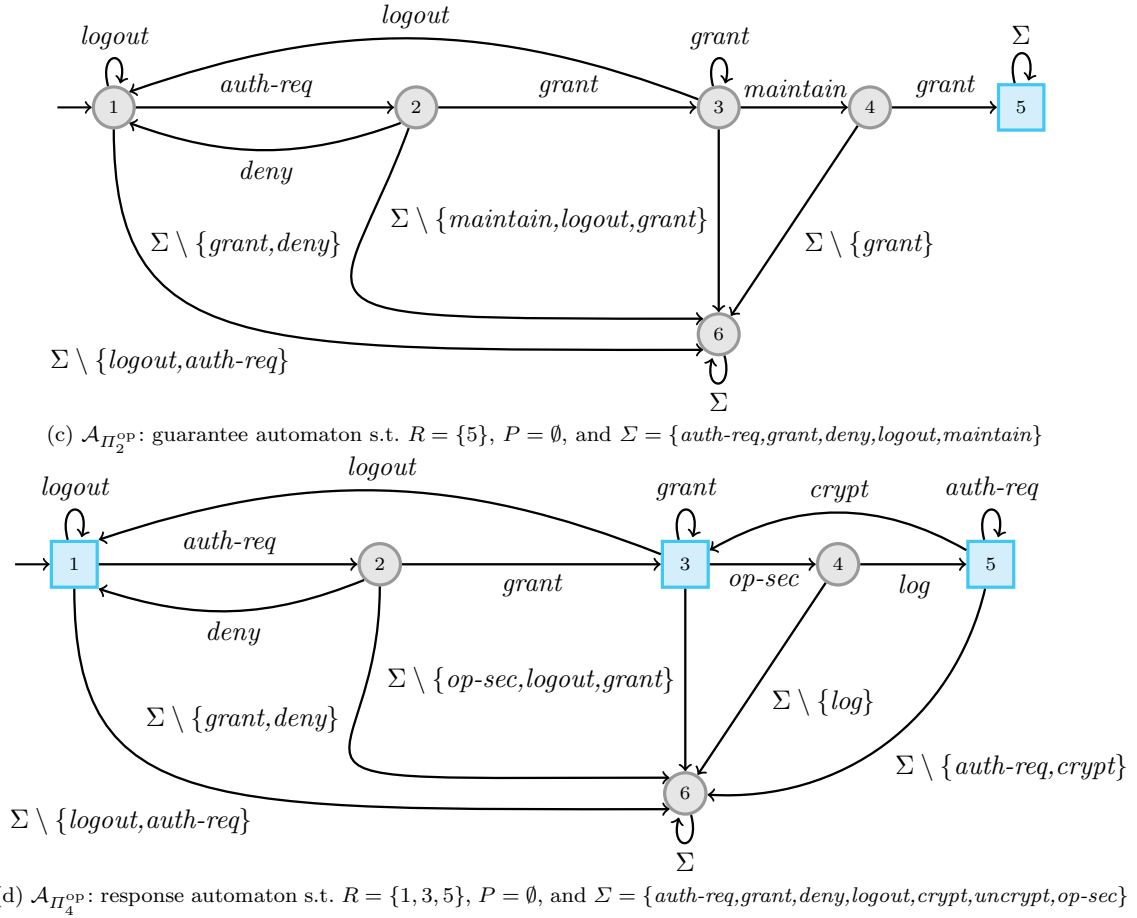 logout
logout
grant
Σ
auth-req
grant
maintain
grant
1
2
3
4
5
deny
Σ \ {maintain,logout,grant}
Σ \ {grant,deny}
Σ \ {grant}
6
Σ \ {logout,auth-req}
Σ
(c) 𝒜_{Π_2^{op}}: guarantee automaton s.t. R = {5}, P = ∅, and Σ = {auth-req,grant,deny,logout,maintain}
logout
logout
grant
crypt
auth-req
auth-req
1
2
3
4
5
grant
op-sec
log
deny
Σ \ {op-sec,logout,grant}
Σ \ {log}
Σ \ {grant,deny}
Σ \ {auth-req,crypt}
6
Σ \ {logout,auth-req}
Σ
d) 𝒜_{Π_4^{op}}: response automaton s.t. R = {1, 3, 5}, P = ∅, and Σ = {auth-req,grant,deny,logout,crypt,uncrypt,op-sec}